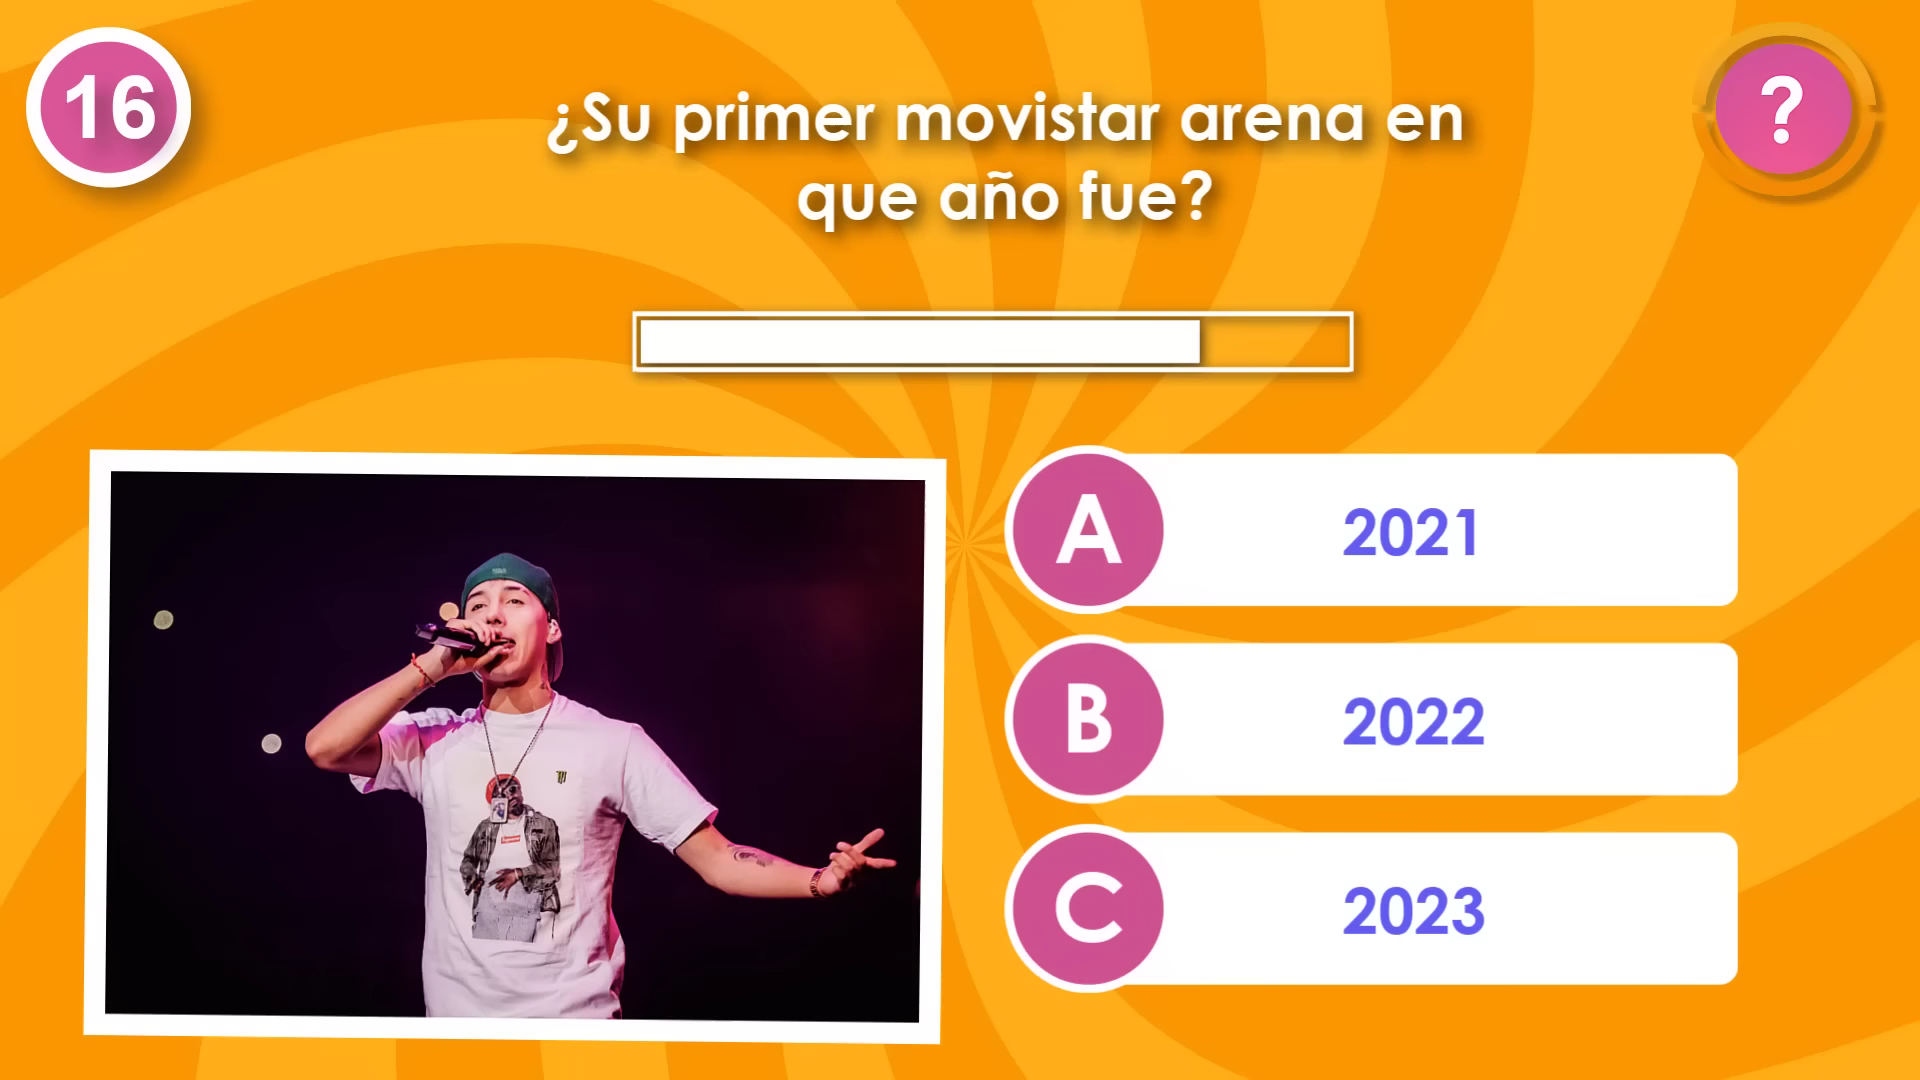 16
¿Su primer movistar arena en
que año fue?
?
A
2021
B
2022
C
2023